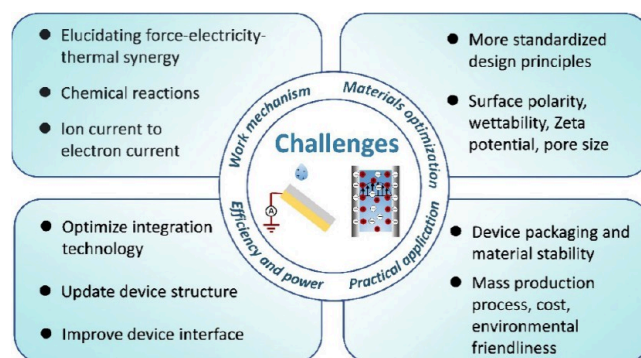 ● Elucidating force-electricity-
thermal synergy
● Chemical reactions
● Ion current to
electron current
● More standardized
design principles
● Surface polarity,
wettability, Zeta
potential, pore size
Work mechanism
Materials optimization
Challenges
A
Efficiency and power
Practical application
● Optimize integration
technology
● Update device structure
● Improve device interface
● Device packaging and
material stability
● Mass production
process, cost,
environmental
friendliness